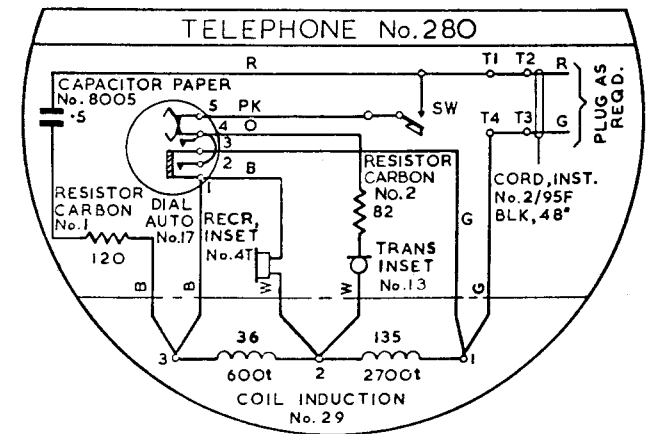 TELEPHONE No.280
R
T1 T2 R
CAPACITOR PAPER
No. 8005
·5
5 PK
4 O
3
2
1
B
SW
T4 T3 G
PLUG AS
REQD.
RESISTOR
CARBON
No.1
120
DIAL
AUTO
No.17
RECR,
INSET
No.4T
RESISTOR
CARBON
No.2
82
TRANS
INSET
No.13
CORD, INST.
No.2/95F
BLK, 48"
G
G
B
B
W
W
3
36
600t
2
135
2700t
1
COIL INDUCTION
No. 29